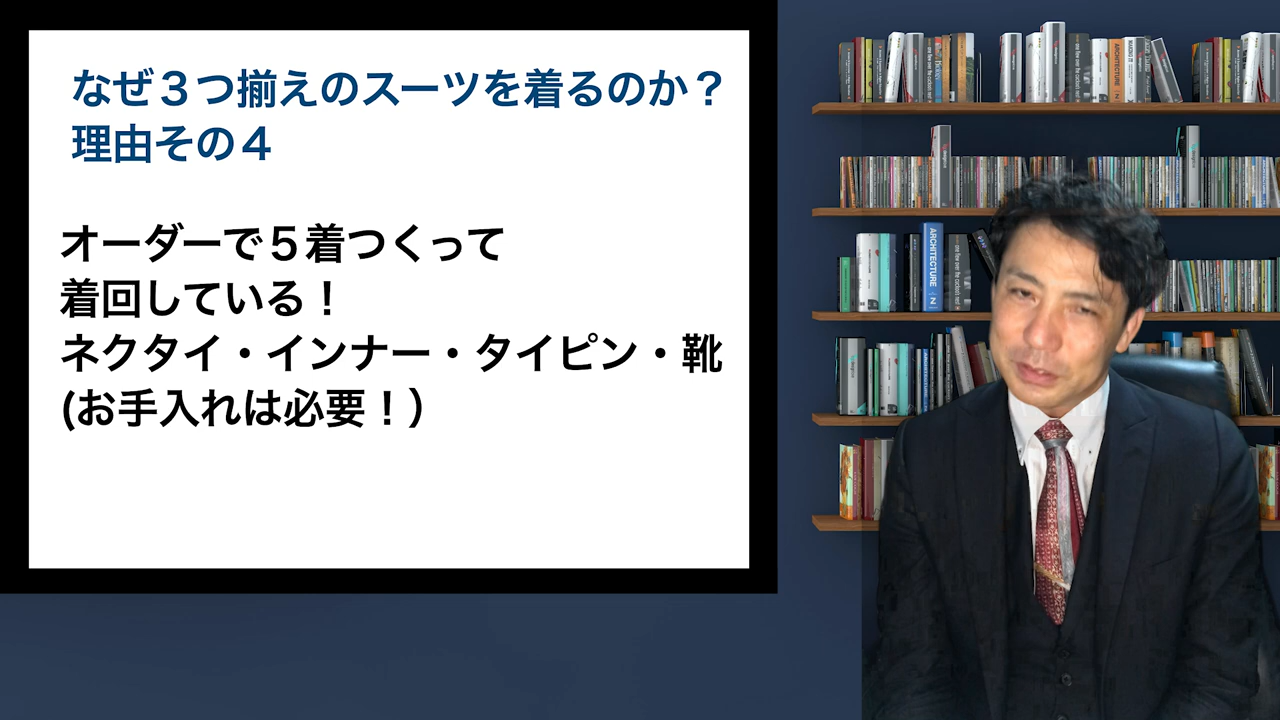 なぜ３つ揃えのスーツを着るのか？
理由その４
オーダーで５着つくって
着回している！
ネクタイ・インナー・タイピン・靴
(お手入れは必要！）
ARCHITECTURE
ARCHITECTURE